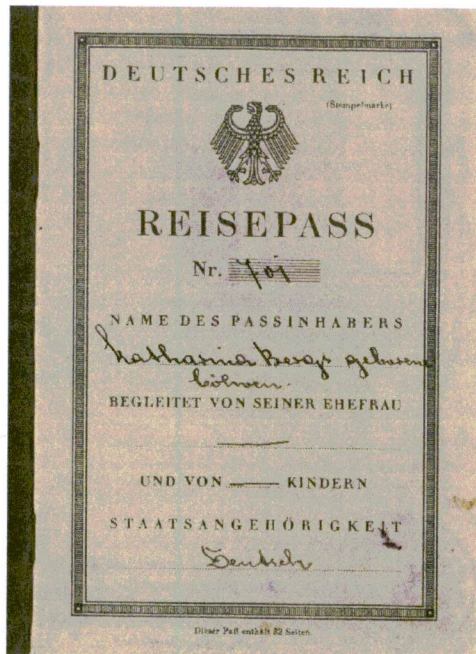 DEUTSCHES REICH
(Stempelmarke)
REISEPASS
Nr. 701
NAME DES PASSINHABERS
Katharina geborene
BEGLEITET VON SEINER EHEFRAU
UND VON KINDERN
STAATSANGEHÖRIGKEIT
Deutsch
Dieser Paß enthält 32 Seiten